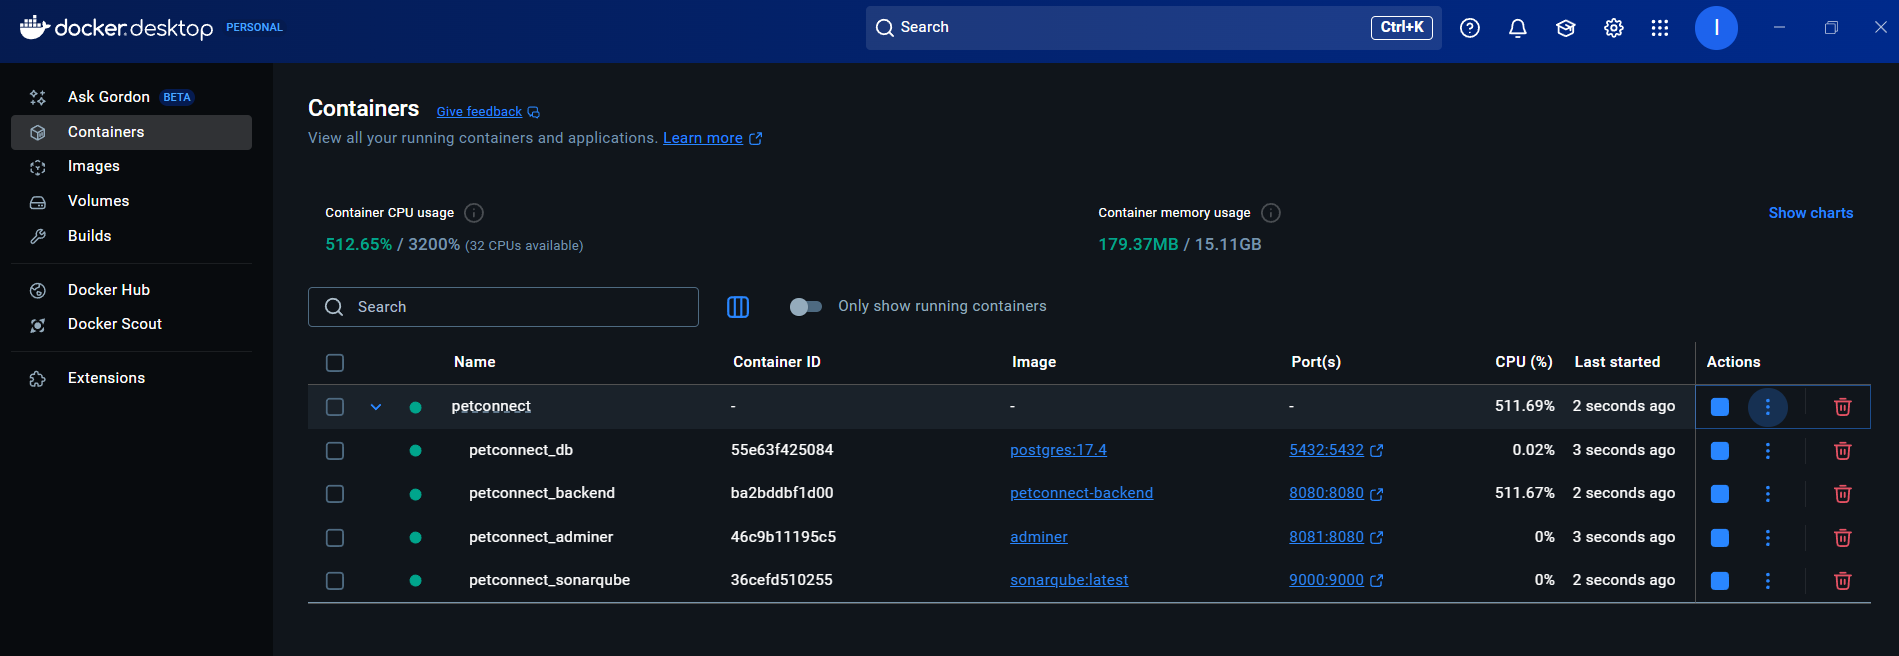 docker.desktop PERSONAL
Search Ctrl+K
I
Ask Gordon BETA
Containers
Images
Volumes
Builds
Docker Hub
Docker Scout
Extensions
Containers Give feedback
View all your running containers and applications. Learn more
Container CPU usage
512.65% / 3200% (32 CPUs available)
Container memory usage
179.37MB / 15.11GB
Show charts
Search
Only show running containers
Name Container ID Image Port(s) CPU (%) Last started Actions
petconnect - - - 511.69% 2 seconds ago
petconnect_db 55e63f425084 postgres:17.4 5432:5432 0.02% 3 seconds ago
petconnect_backend ba2bddbf1d00 petconnect-backend 8080:8080 511.67% 2 seconds ago
petconnect_adminer 46c9b11195c5 adminer 8081:8080 0% 3 seconds ago
petconnect_sonarqube 36cefd510255 sonarqube:latest 9000:9000 0% 2 seconds ago